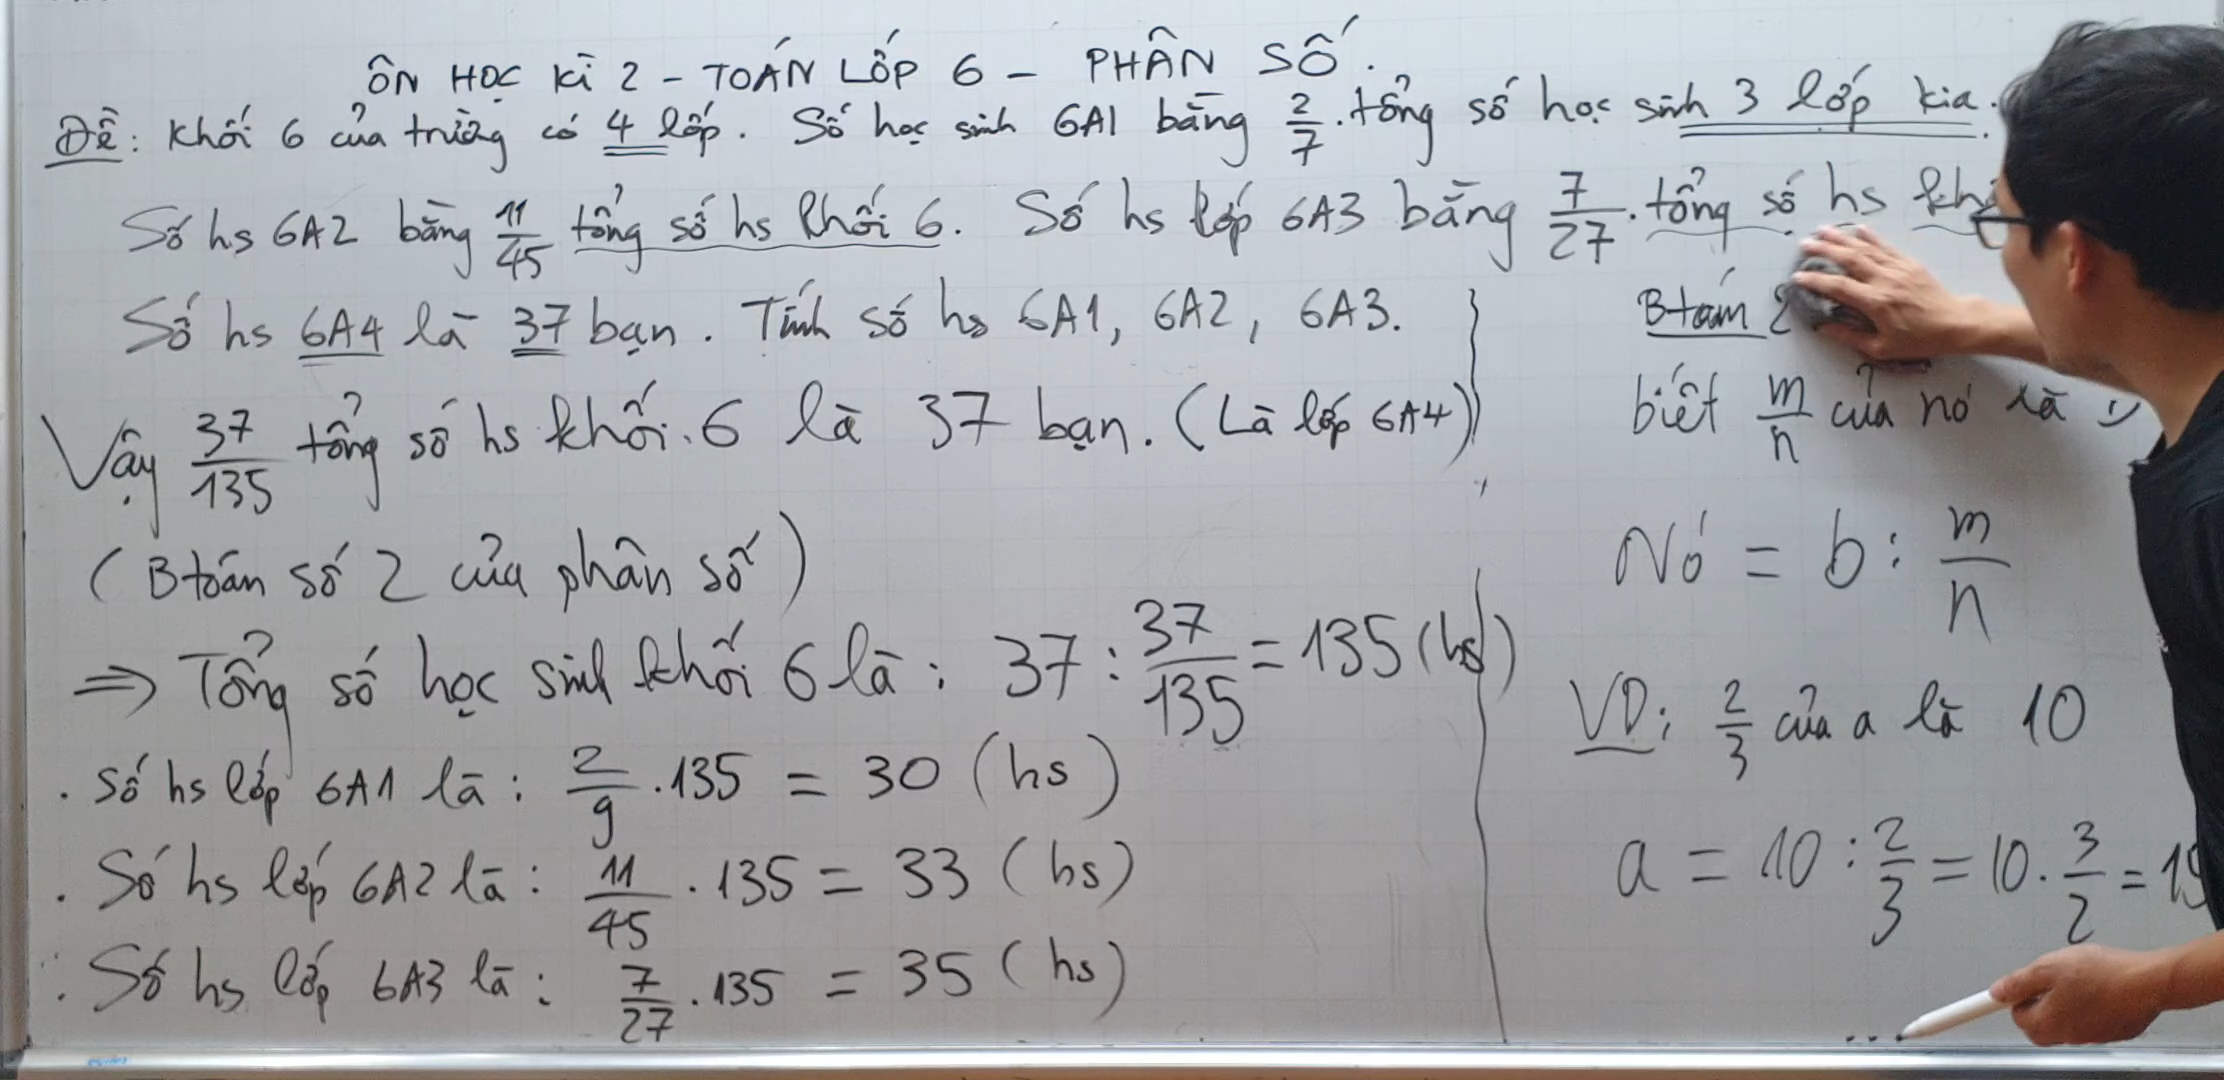 ÔN HỌC KÌ 2 - TOÁN LỚP 6 - PHÂN SỐ.
Đề: Khối 6 của trường có 4 lớp. Số học sinh 6A1 bằng 2/7 . tổng số học sinh 3 lớp kia.
Số hs 6A2 bằng 11/45 tổng số hs khối 6. Số hs lớp 6A3 bằng 7/27 . tổng số hs
Số hs 6A4 là 37 bạn. Tính số hs 6A1, 6A2, 6A3.
Vậy 37/135 tổng số hs khối 6 là 37 bạn. (Là lớp 6A4)
(Btoán số 2 của phân số)
=> Tổng số học sinh khối 6 là: 37 : 37/135 = 135 (hs)
. Số hs lớp 6A1 là: 2/9 . 135 = 30 (hs)
. Số hs lớp 6A2 là: 11/45 . 135 = 33 (hs)
. Số hs lớp 6A3 là: 7/27 . 135 = 35 (hs)
Btoán 2
biết m/n của nó là
Nó = b : m/n
VD: 2/3 của a là 10
a = 10 : 2/3 = 10 . 3/2 =